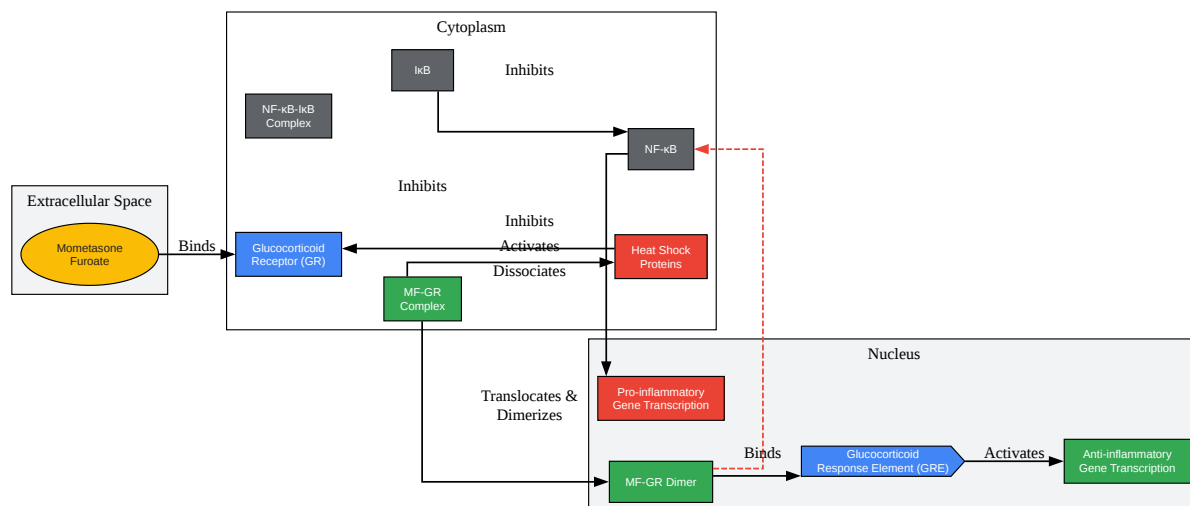 Cytoplasm
IκB
Inhibits
NF-κB-IκB
Complex
NF-κB
Inhibits
Extracellular Space
Mometasone
Furoate
Binds
Glucocorticoid
Receptor (GR)
Inhibits
Activates
Dissociates
Heat Shock
Proteins
MF-GR
Complex
Nucleus
Translocates &
Dimerizes
Pro-inflammatory
Gene Transcription
MF-GR Dimer
Binds
Glucocorticoid
Response Element (GRE)
Activates
Anti-inflammatory
Gene Transcription